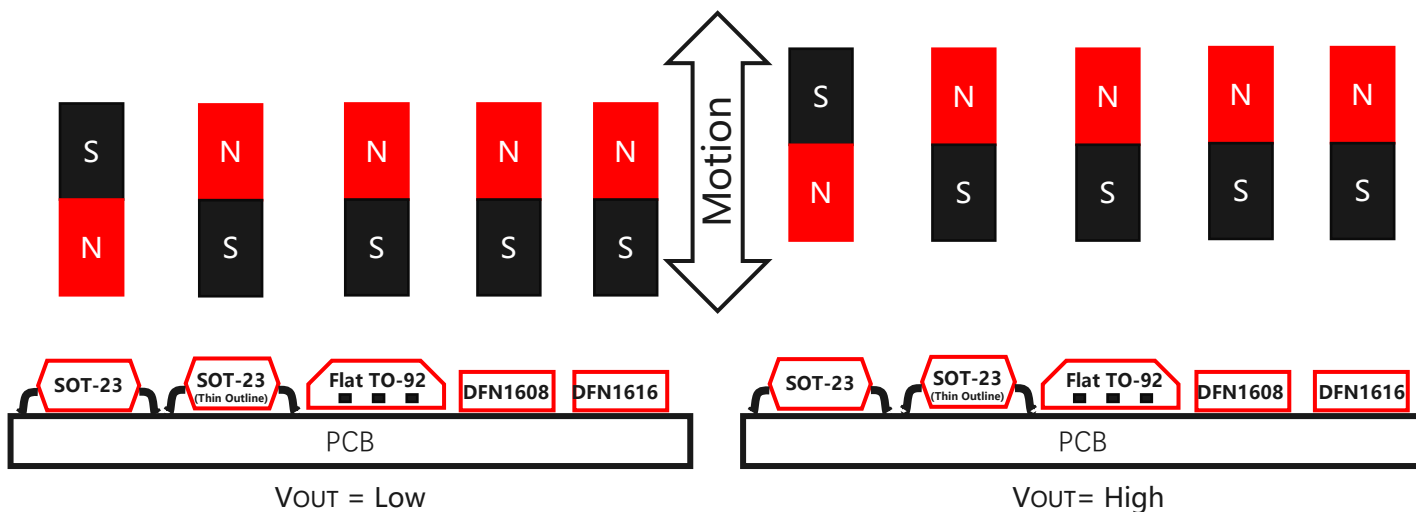 S N N N N
N S S S S
Motion
S N N N N
N S S S S
SOT-23
SOT-23
(Thin Outline)
Flat TO-92
DFN1608
DFN1616
PCB
VOUT = Low
SOT-23
SOT-23
(Thin Outline)
Flat TO-92
DFN1608
DFN1616
PCB
VOUT= High